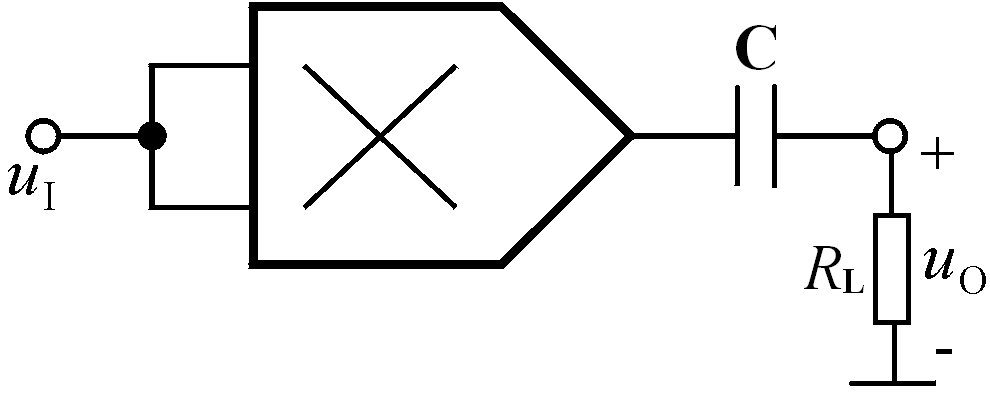 C
u_I
+
R_L
u_O
-